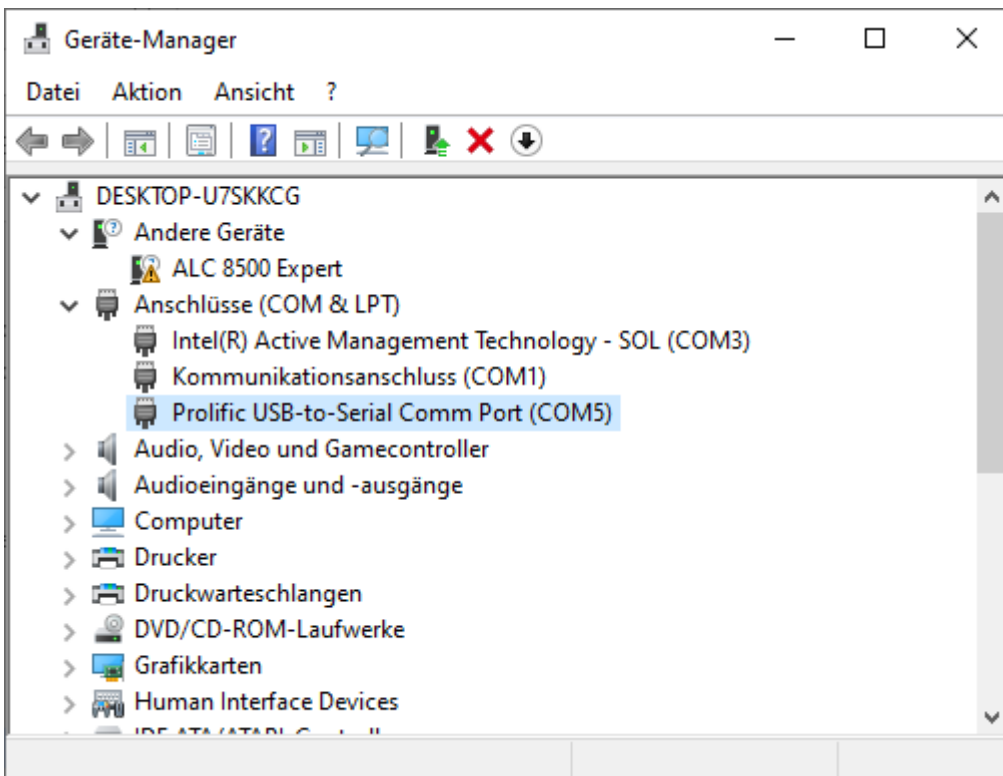 Geräte-Manager
Datei Aktion Ansicht ?
DESKTOP-U7SKKCG
Andere Geräte
ALC 8500 Expert
Anschlüsse (COM & LPT)
Intel(R) Active Management Technology - SOL (COM3)
Kommunikationsanschluss (COM1)
Prolific USB-to-Serial Comm Port (COM5)
Audio, Video und Gamecontroller
Audioeingänge und -ausgänge
Computer
Drucker
Druckwarteschlangen
DVD/CD-ROM-Laufwerke
Grafikkarten
Human Interface Devices